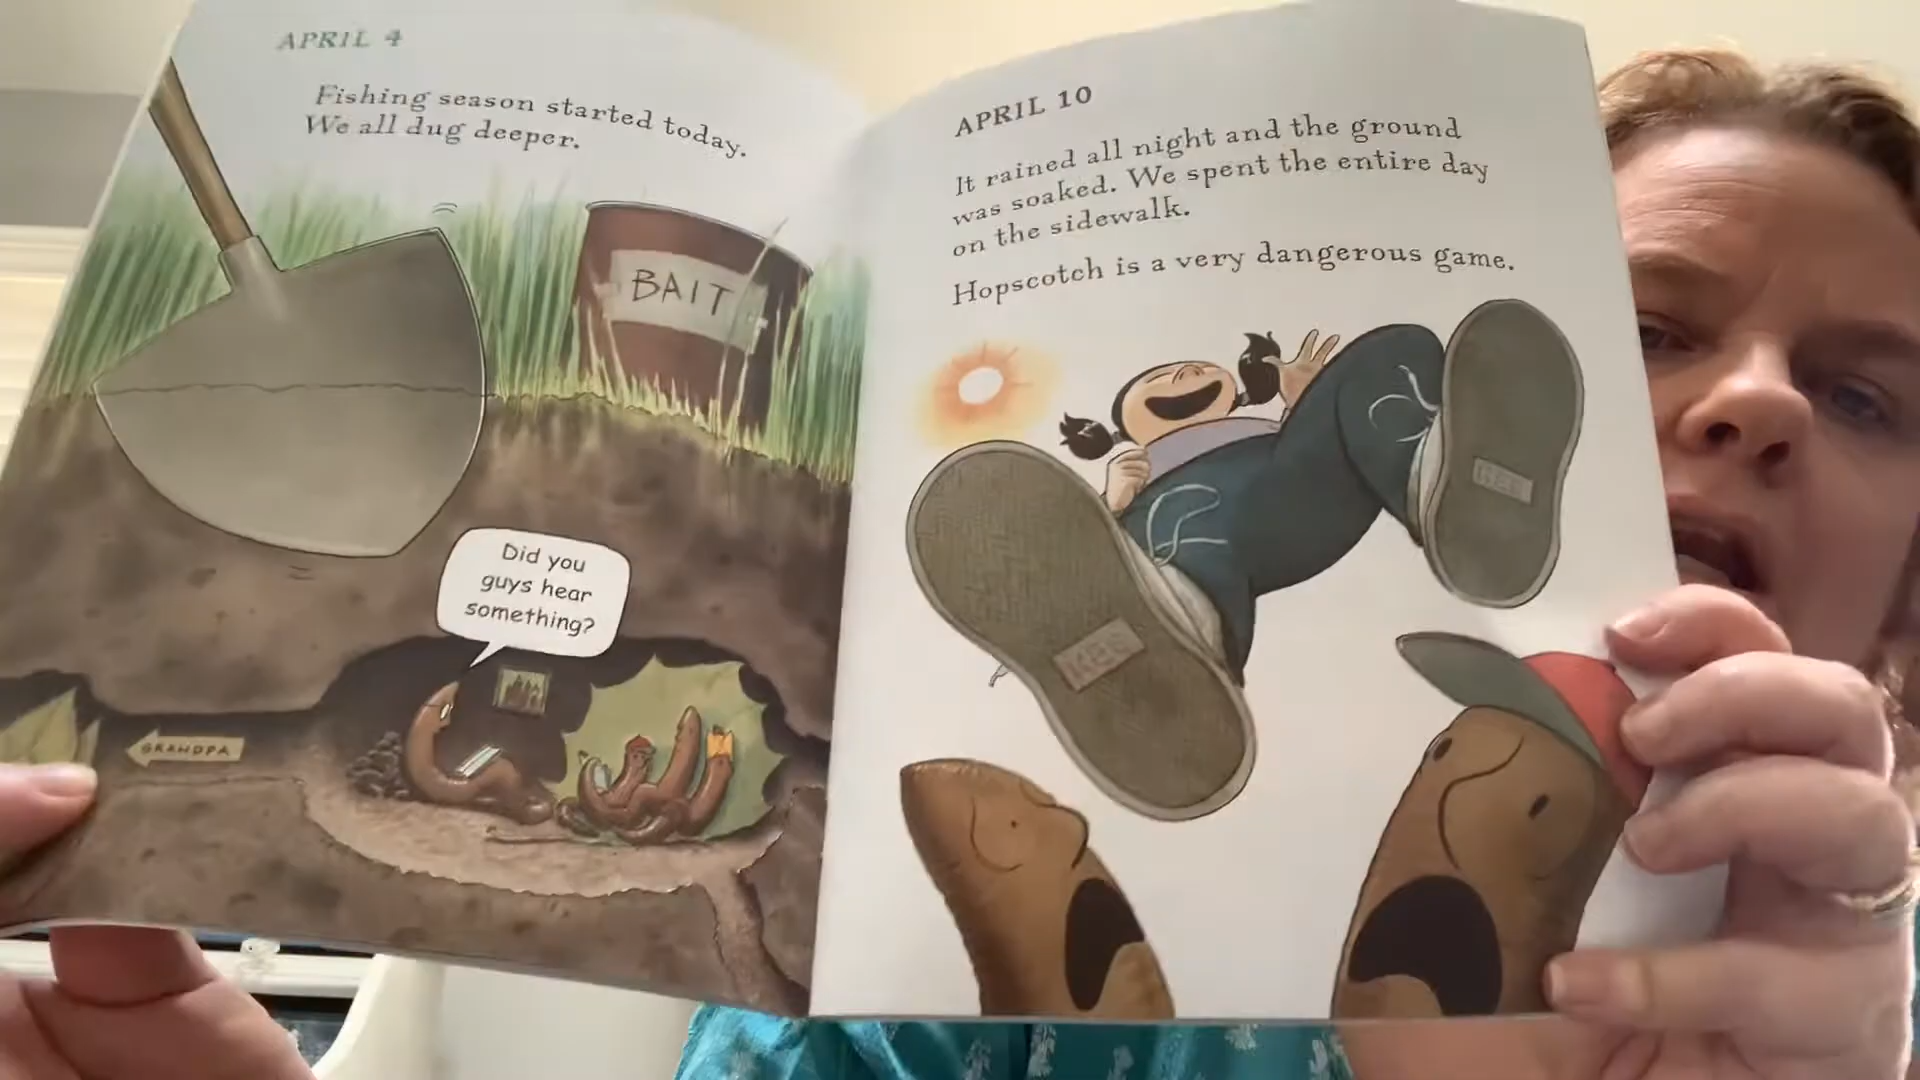 APRIL 4
Fishing season started today.
We all dug deeper.
BAIT
Did you
guys hear
something?
GRANDPA
APRIL 10
It rained all night and the ground
was soaked. We spent the entire day
on the sidewalk.
Hopscotch is a very dangerous game.